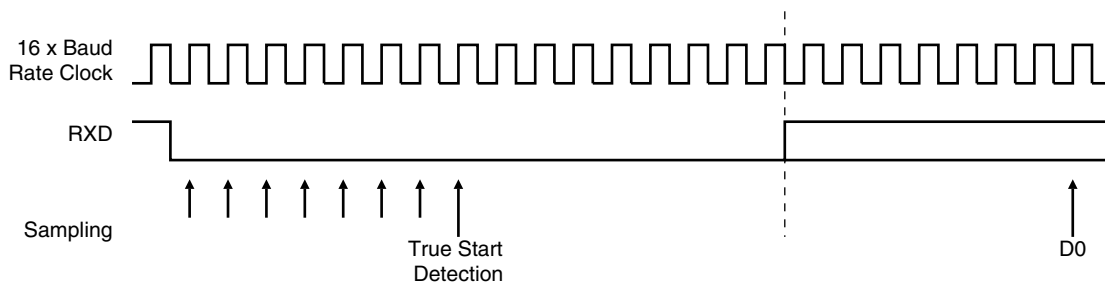 16 x Baud
Rate Clock
RXD
Sampling
True Start
Detection
D0